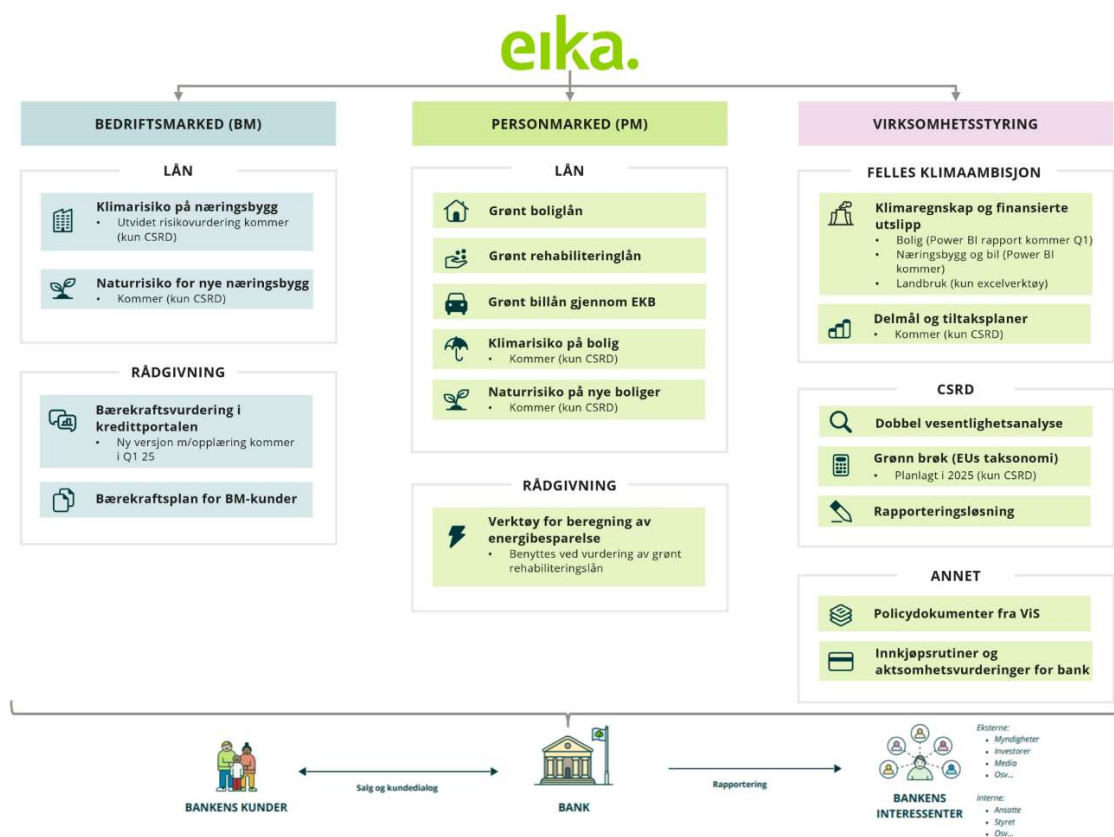 eika.
BEDRIFTSMARKED (BM)
LÅN
Klimarisiko på næringsbygg
• Utvidet risikovurdering kommer
(kun CSRD)
Naturrisiko for nye næringsbygg
• Kommer (kun CSRD)
RÅDGIVNING
Bærekraftsvurdering i
kredittportalen
• Ny versjon m/opplæring kommer
i Q1 25
Bærekraftsplan for BM-kunder
PERSONMARKED (PM)
LÅN
Grønt boliglån
Grønt rehabiliteringlån
Grønt billån gjennom EKB
Klimarisiko på bolig
• Kommer (kun CSRD)
Naturrisiko på nye boliger
• Kommer (kun CSRD)
RÅDGIVNING
Verktøy for beregning av
energibesparelse
• Benyttes ved vurdering av grønt
rehabiliteringslån
VIRKSOMHETSSTYRING
FELLES KLIMAAMBISJON
Klimaregnskap og finansierte
utslipp
• Bolig (Power BI rapport kommer Q1)
• Næringsbygg og bil (Power BI
kommer)
• Landbruk (kun excelverktøy)
Delmål og tiltaksplaner
• Kommer (kun CSRD)
CSRD
Dobbel vesentlighetsanalyse
Grønn brøk (EUs taksonomi)
• Planlagt i 2025 (kun CSRD)
Rapporteringsløsning
ANNET
Policydokumenter fra ViS
Innkjøpsrutiner og
aktsomhetsvurderinger for bank
BANKENS KUNDER
Salg og kundedialog
BANK
Rapportering
BANKENS
INTERESSENTER
Eksterne:
• Myndigheter
• Investorer
• Media
• Osv...
Interne:
• Ansatte
• Styret
• Osv...